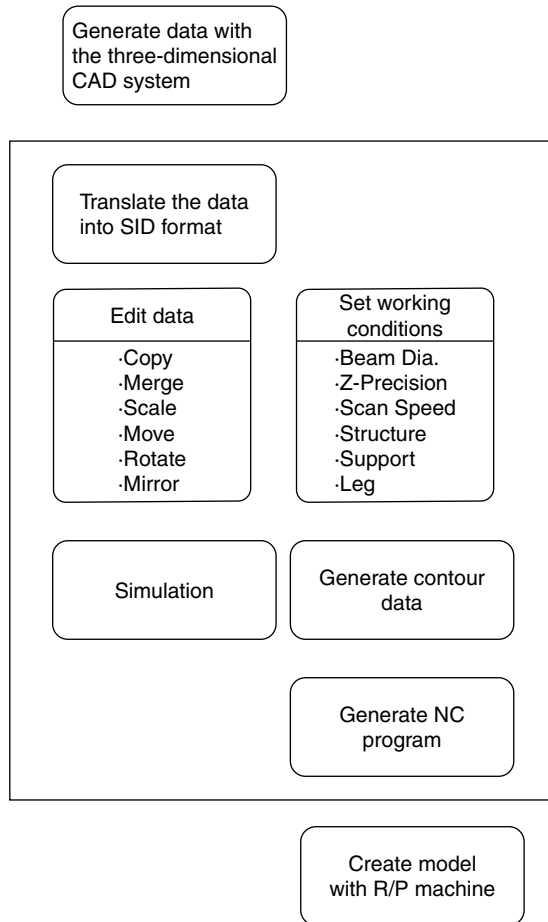 Generate data with
the three-dimensional
CAD system
Translate the data
into SID format
Edit data
·Copy
·Merge
·Scale
·Move
·Rotate
·Mirror
Set working
conditions
·Beam Dia.
·Z-Precision
·Scan Speed
·Structure
·Support
·Leg
Simulation
Generate contour
data
Generate NC
program
Create model
with R/P machine